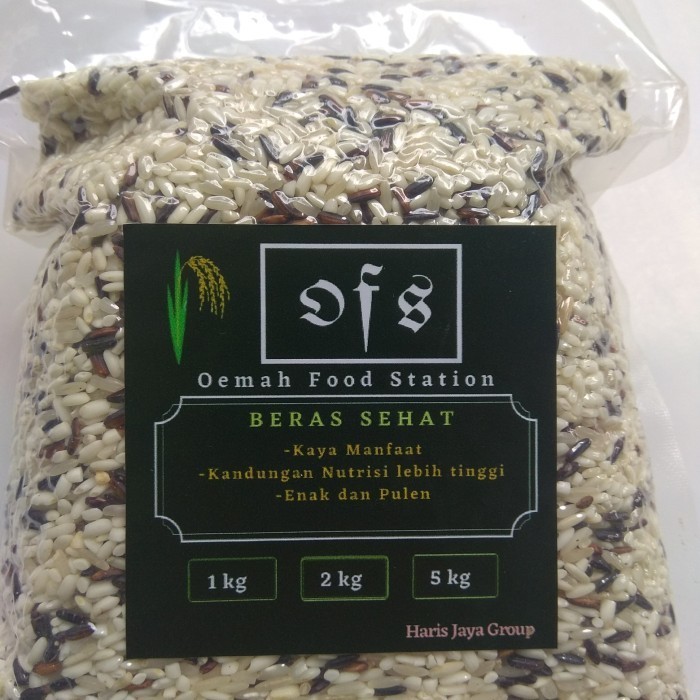 ofs
Oemah Food Station
BERAS SEHAT
-Kaya Manfaat
-Kandungan Nutrisi lebih tinggi
-Enak dan Pulen
1 kg
2 kg
5 kg
Haris Jaya Group